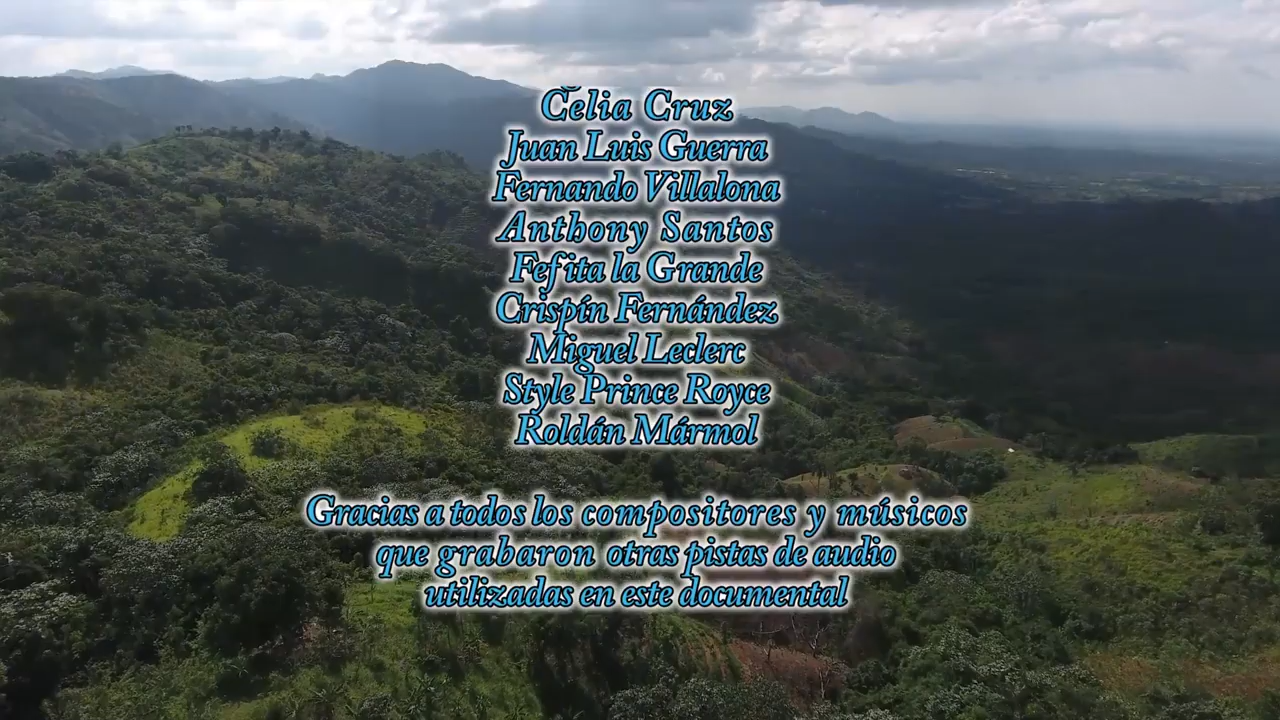 Celia Cruz
Juan Luis Guerra
Fernando Villalona
Anthony Santos
Fefita la Grande
Crispín Fernández
Miguel Leclerc
Style Prince Royce
Roldán Mármol
Gracias a todos los compositores y músicos
que grabaron otras pistas de audio
utilizadas en este documental